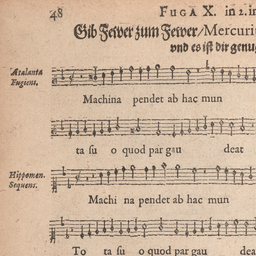 48 FUGA X. in 2. in
Gib Fewer zum Fewer/Mercuri
vnd es ist dir genug
Atalanta
Fugiens.
Machina pendet ab hac mun
ta su o quod par gau deat
Hippomen.
Sequens.
Machi na pendet ab hac mun
To ta su o quod par gau dea